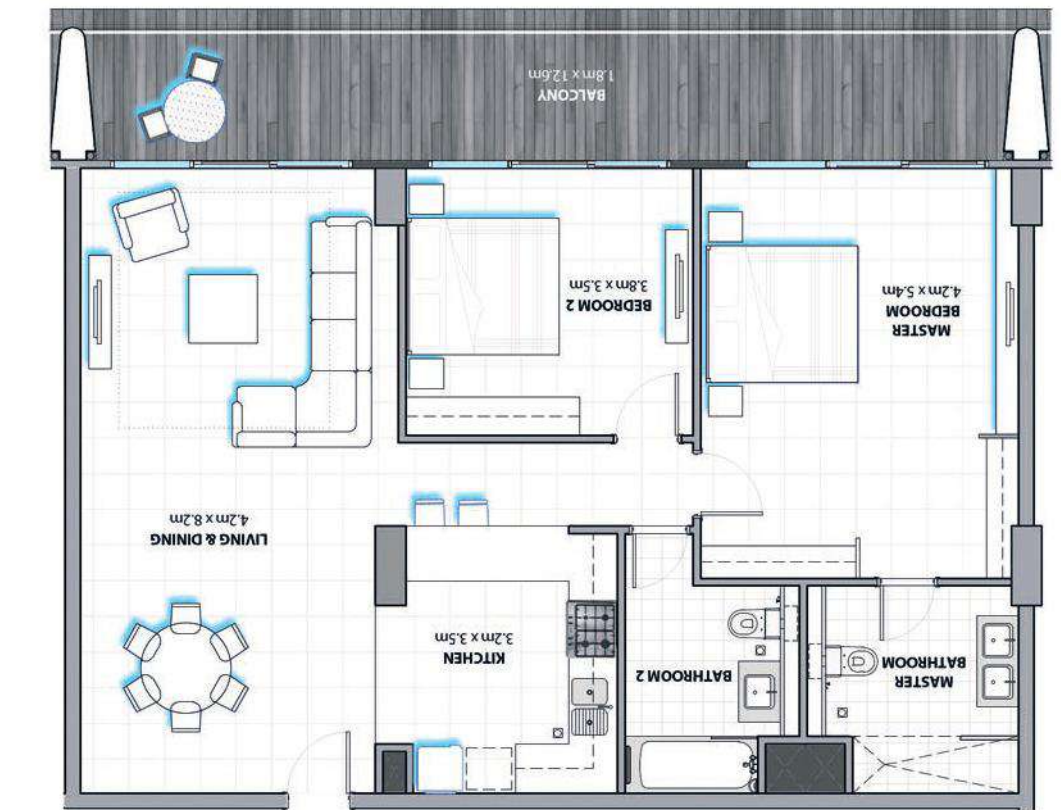 MASTER
BATHROOM
BATHROOM 2
KITCHEN
3.2m x 3.5m
LIVING & DINING
4.2m x 8.2m
MASTER
BEDROOM
4.2m x 5.4m
BEDROOM 2
3.8m x 3.5m
BALCONY
1.8m x 12.6m